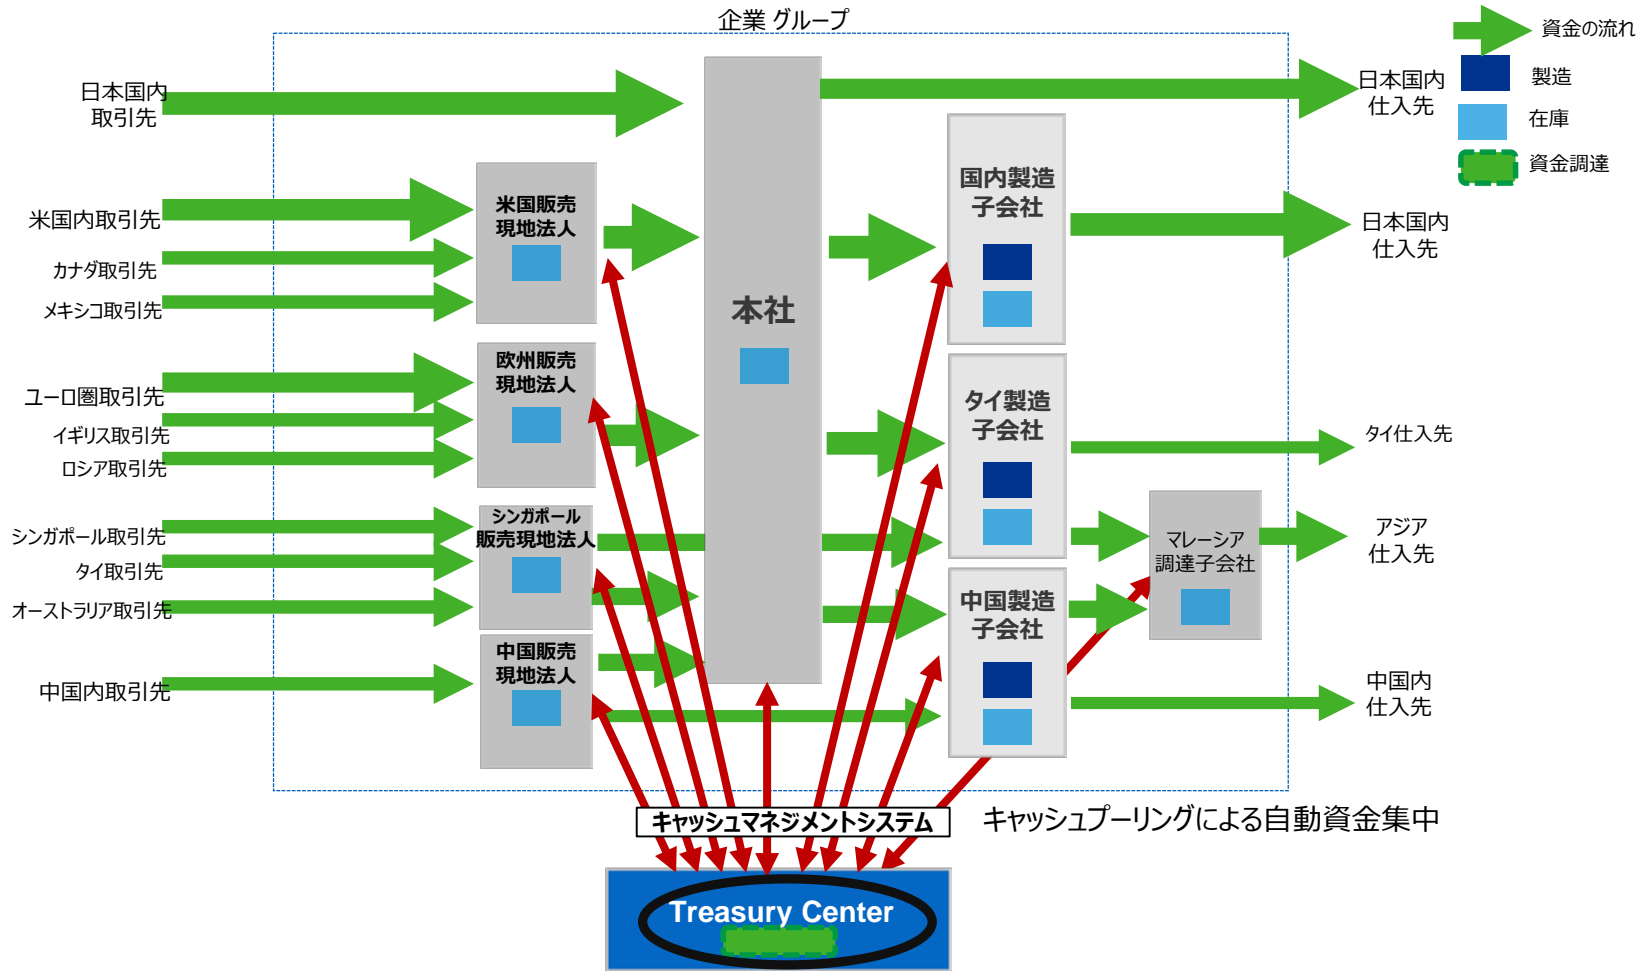 企業 グループ
資金の流れ
製造
在庫
資金調達
日本国内
取引先
米国内取引先
カナダ取引先
メキシコ取引先
ユーロ圏取引先
イギリス取引先
ロシア取引先
シンガポール取引先
タイ取引先
オーストラリア取引先
中国内取引先
米国販売
現地法人
欧州販売
現地法人
シンガポール
販売現地法人
中国販売
現地法人
本社
国内製造
子会社
タイ製造
子会社
中国製造
子会社
マレーシア
調達子会社
日本国内
仕入先
日本国内
仕入先
タイ仕入先
アジア
仕入先
中国内
仕入先
キャッシュマネジメントシステム
キャッシュプーリングによる自動資金集中
Treasury Center